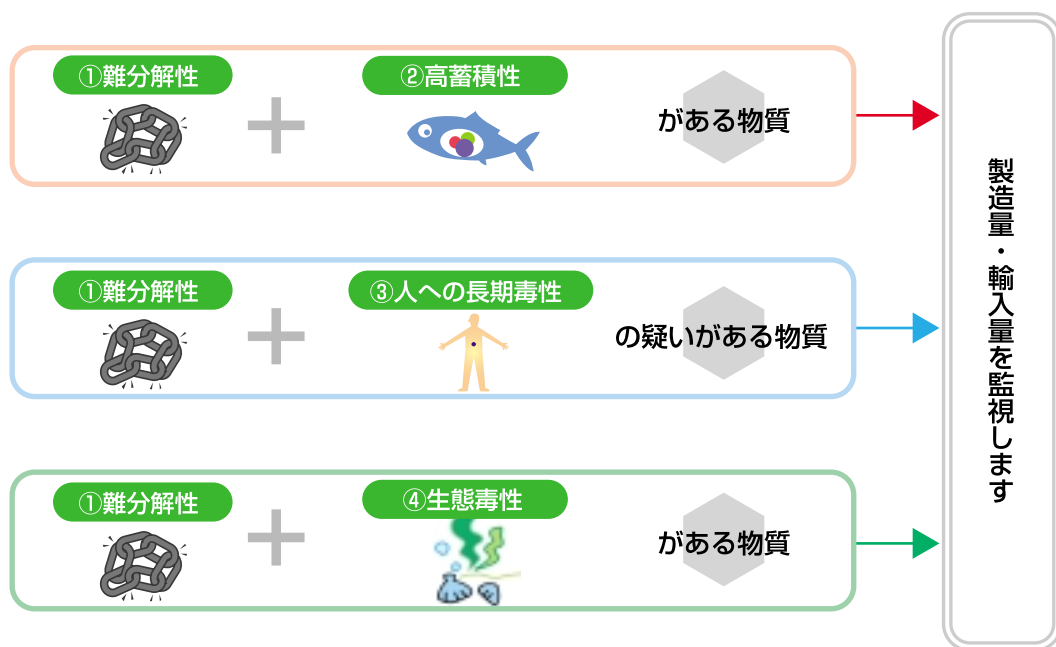 ①難分解性
②高蓄積性
がある物質
①難分解性
③人への長期毒性
の疑いがある物質
①難分解性
④生態毒性
がある物質
製造量・輸入量を監視します